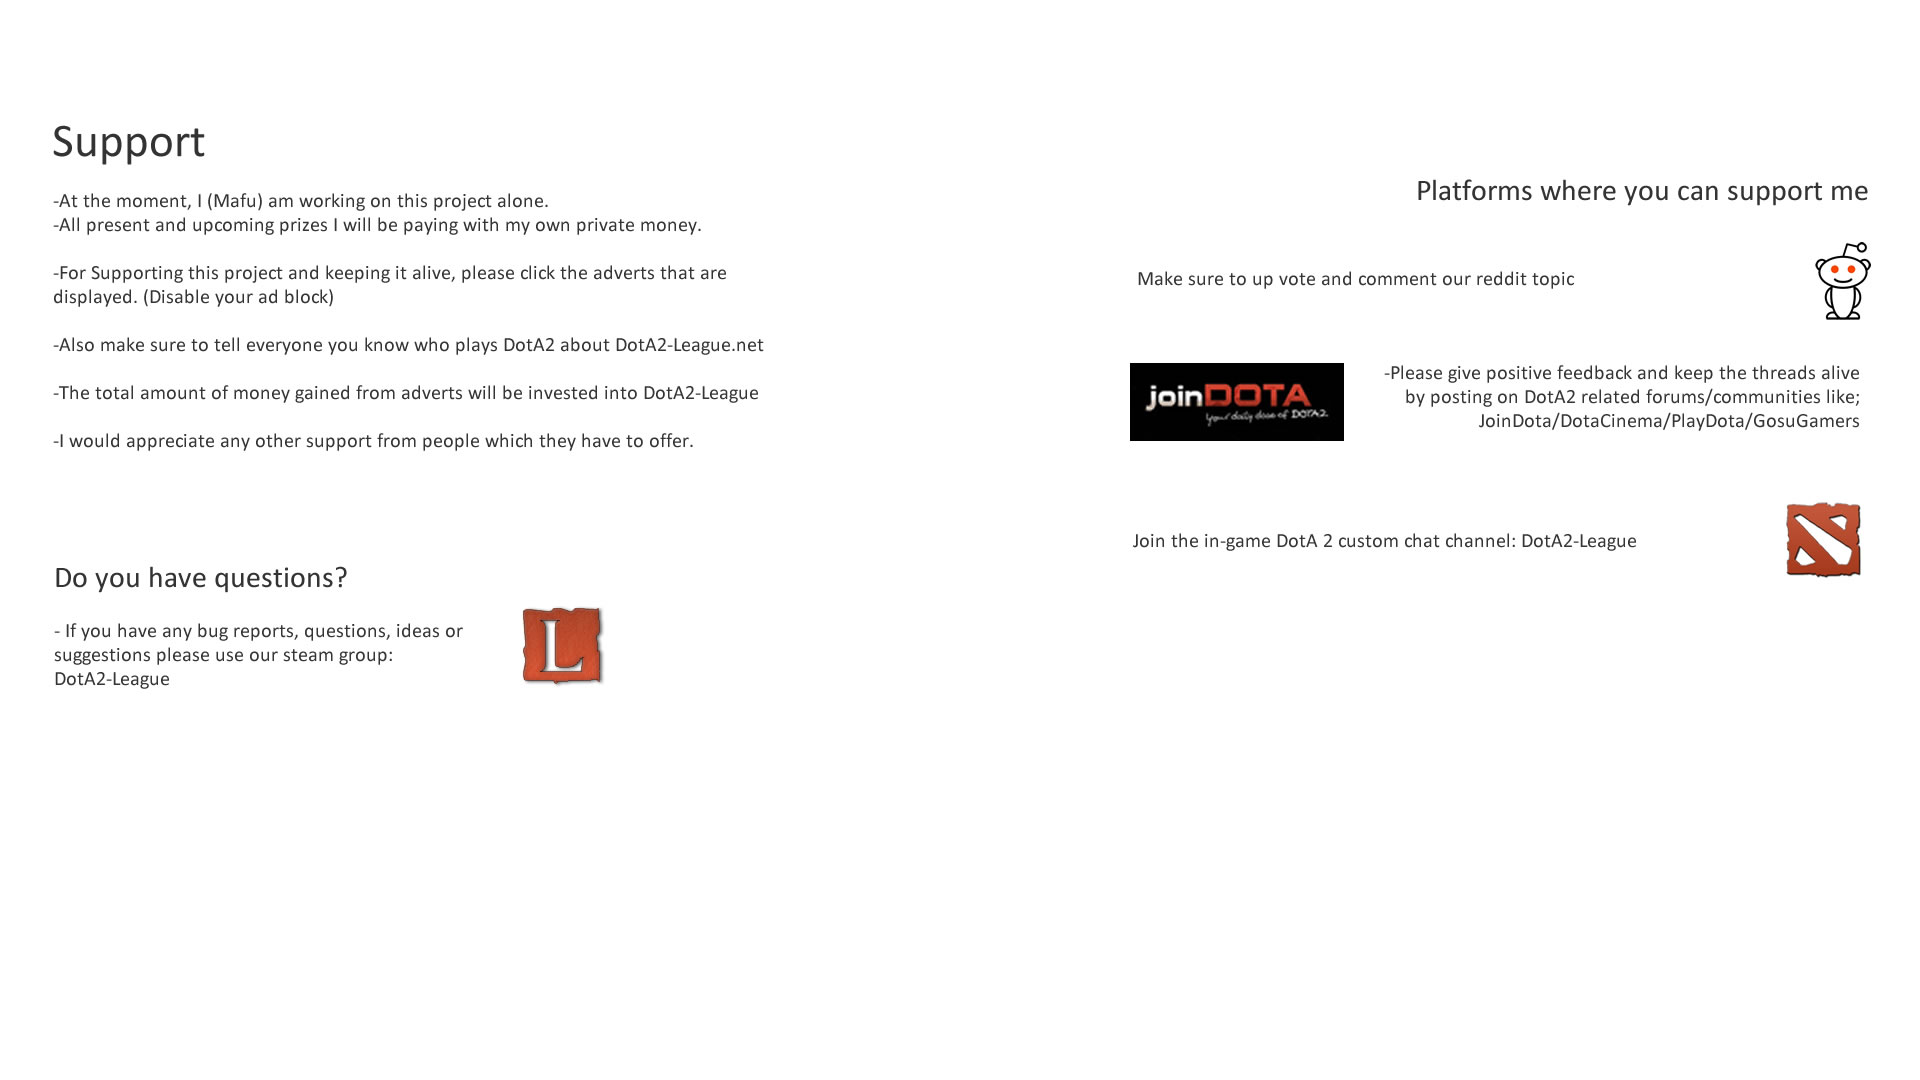 Support
-At the moment, I (Mafu) am working on this project alone.
-All present and upcoming prizes I will be paying with my own private money.
-For Supporting this project and keeping it alive, please click the adverts that are
displayed. (Disable your ad block)
-Also make sure to tell everyone you know who plays DotA2 about DotA2-League.net
-The total amount of money gained from adverts will be invested into DotA2-League
-I would appreciate any other support from people which they have to offer.
Do you have questions?
- If you have any bug reports, questions, ideas or
suggestions please use our steam group:
DotA2-League
L
Platforms where you can support me
Make sure to up vote and comment our reddit topic
joinDOTA
your daily dose of DOTA2.
-Please give positive feedback and keep the threads alive
by posting on DotA2 related forums/communities like;
JoinDota/DotaCinema/PlayDota/GosuGamers
Join the in-game DotA 2 custom chat channel: DotA2-League